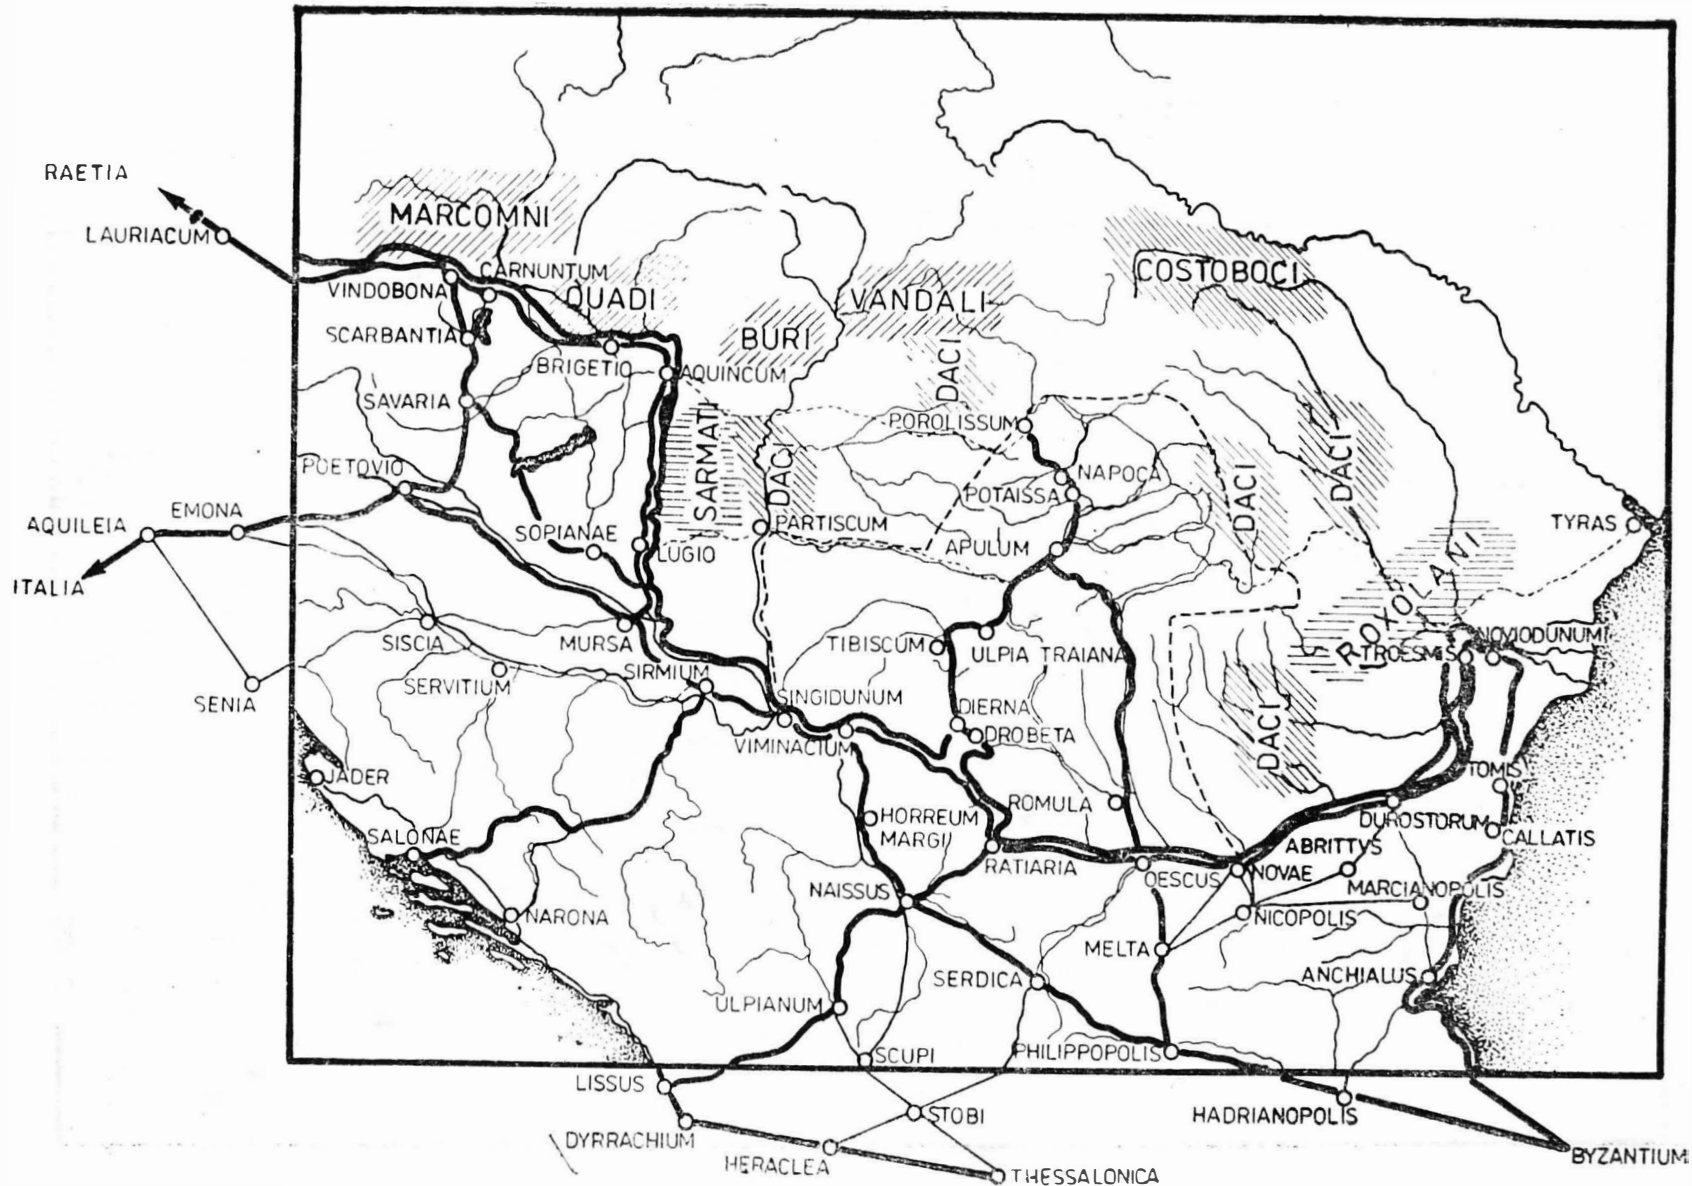 RAETIA
LAURIACUM
MARCOMNI
CARNUNTUM
VINDOBONA
QUADI
COSTOBOCI
VANDALI
BURI
SCARBANTIA
BRIGETIO
AQUINCUM
DACI
SAVARIA
POROLISSUM
SARMATI
DACI
DACI
DACI
POETOVIO
NAPOCA
POTAISSA
AQUILEIA
EMONA
SOPIANAE
PARTISCUM
TYRAS
LUGIO
APULUM
ITALIA
ROXOLANI
SISCIA
MURSA
TIBISCUM
ULPIA TRAIANA
NOVIODUNUM
TROESMIS
SERVITIUM
SIRMIUM
SENIA
SINGIDUNUM
DIERNA
DACI
VIMINACIUM
DROBETA
JADER
TOMIS
ROMULA
HORREUM
MARGII
DUROSTORUM
SALONAE
CALLATIS
ABRITTVS
RATIARIA
OESCUS
NOVAE
NAISSUS
MARCIANOPOLIS
NARONA
NICOPOLIS
MELTA
SERDICA
ANCHIALUS
ULPIANUM
SCUPI
PHILIPPOPOLIS
LISSUS
STOBI
HADRIANOPOLIS
DYRRACHIUM
HERACLEA
BYZANTIUM
THESSALONICA